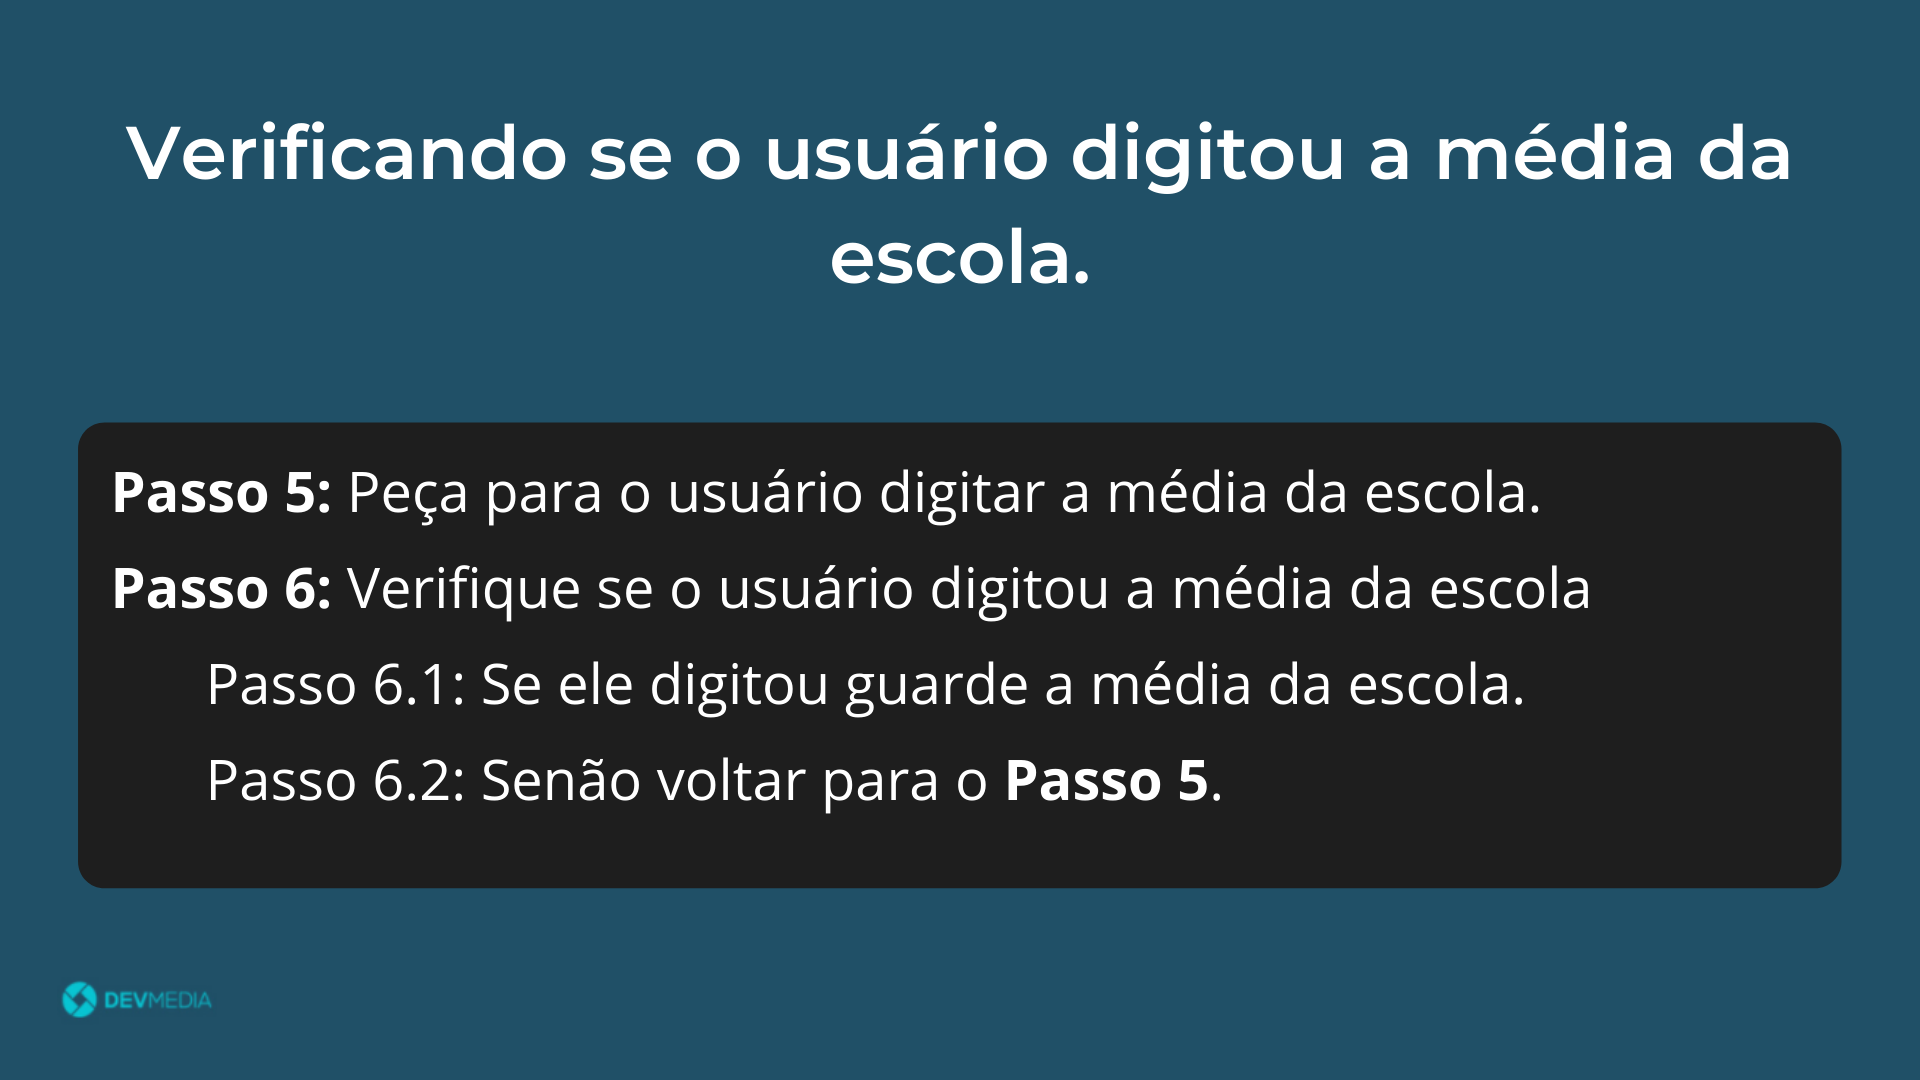 Verificando se o usuário digitou a média da
escola.
Passo 5: Peça para o usuário digitar a média da escola.
Passo 6: Verifique se o usuário digitou a média da escola
Passo 6.1: Se ele digitou guarde a média da escola.
Passo 6.2: Senão voltar para o Passo 5.
DEVMEDIA